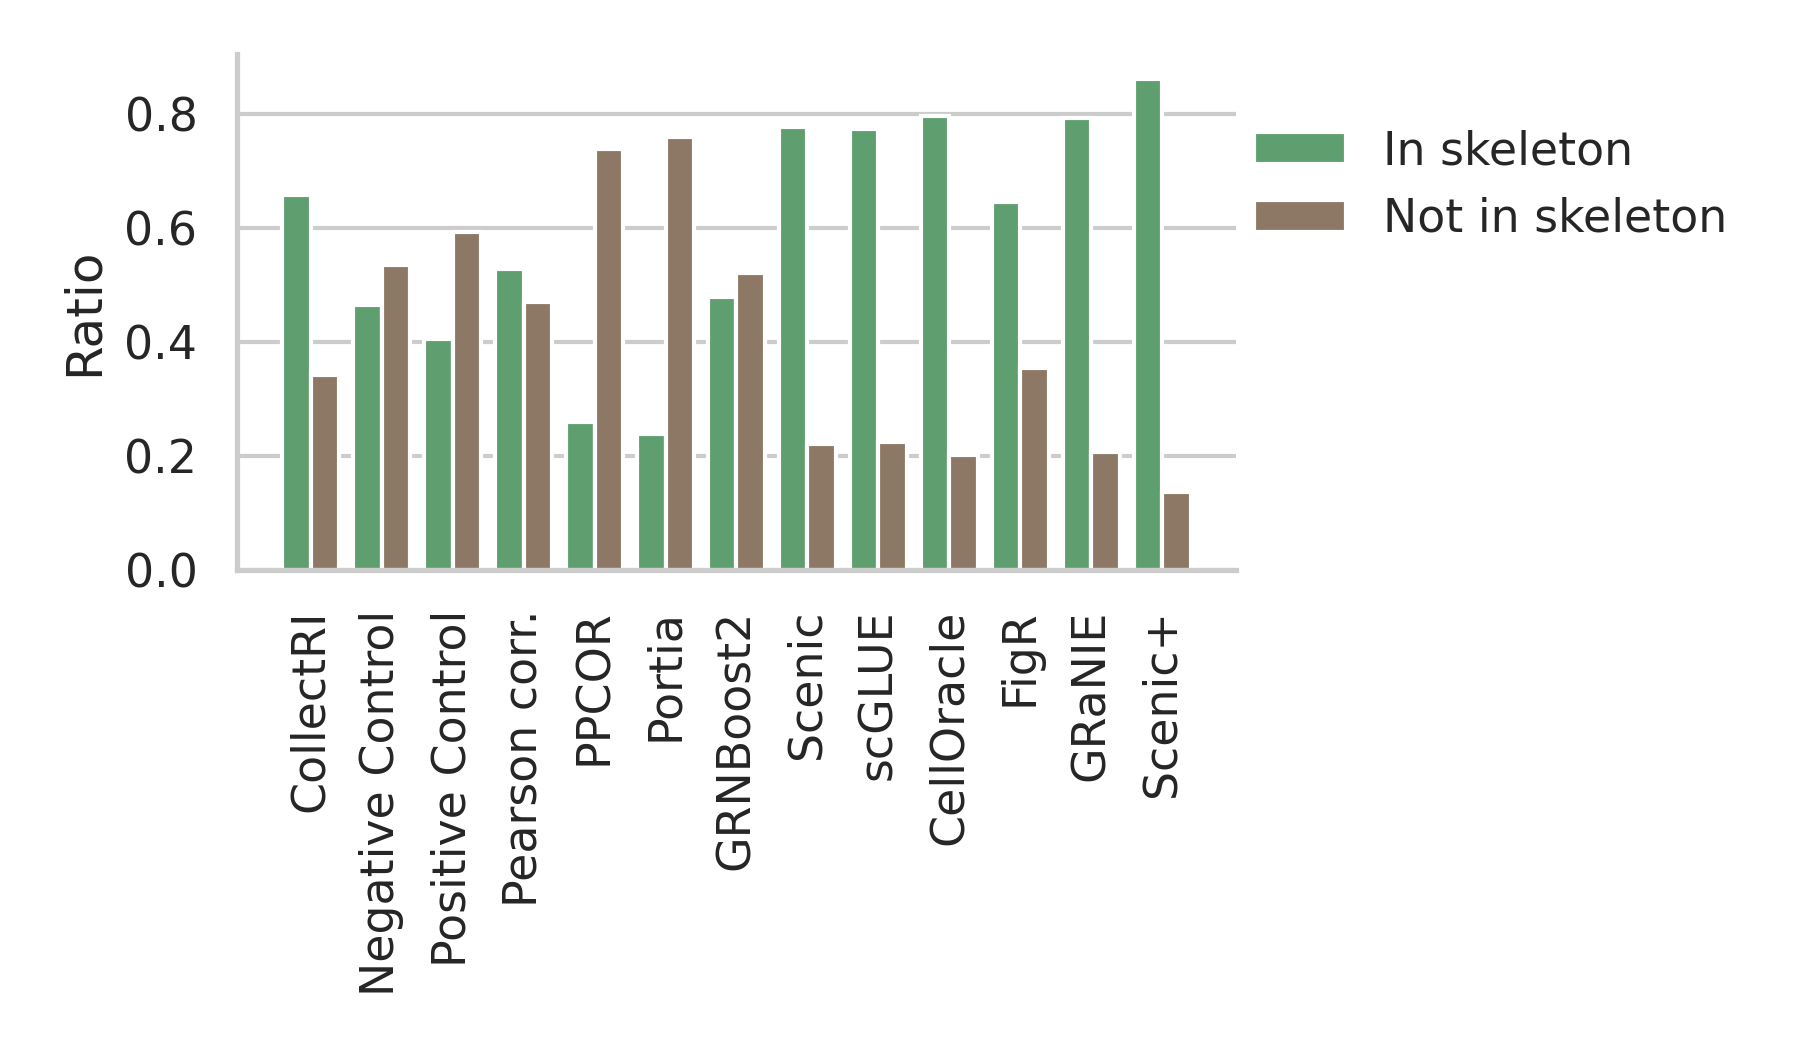 Ratio
0.8
0.6
0.4
0.2
0.0
In skeleton
Not in skeleton
CollectRI
Negative Control
Positive Control
Pearson corr.
PPCOR
Portia
GRNBoost2
Scenic
scGLUE
CellOracle
FigR
GRaNIE
Scenic+